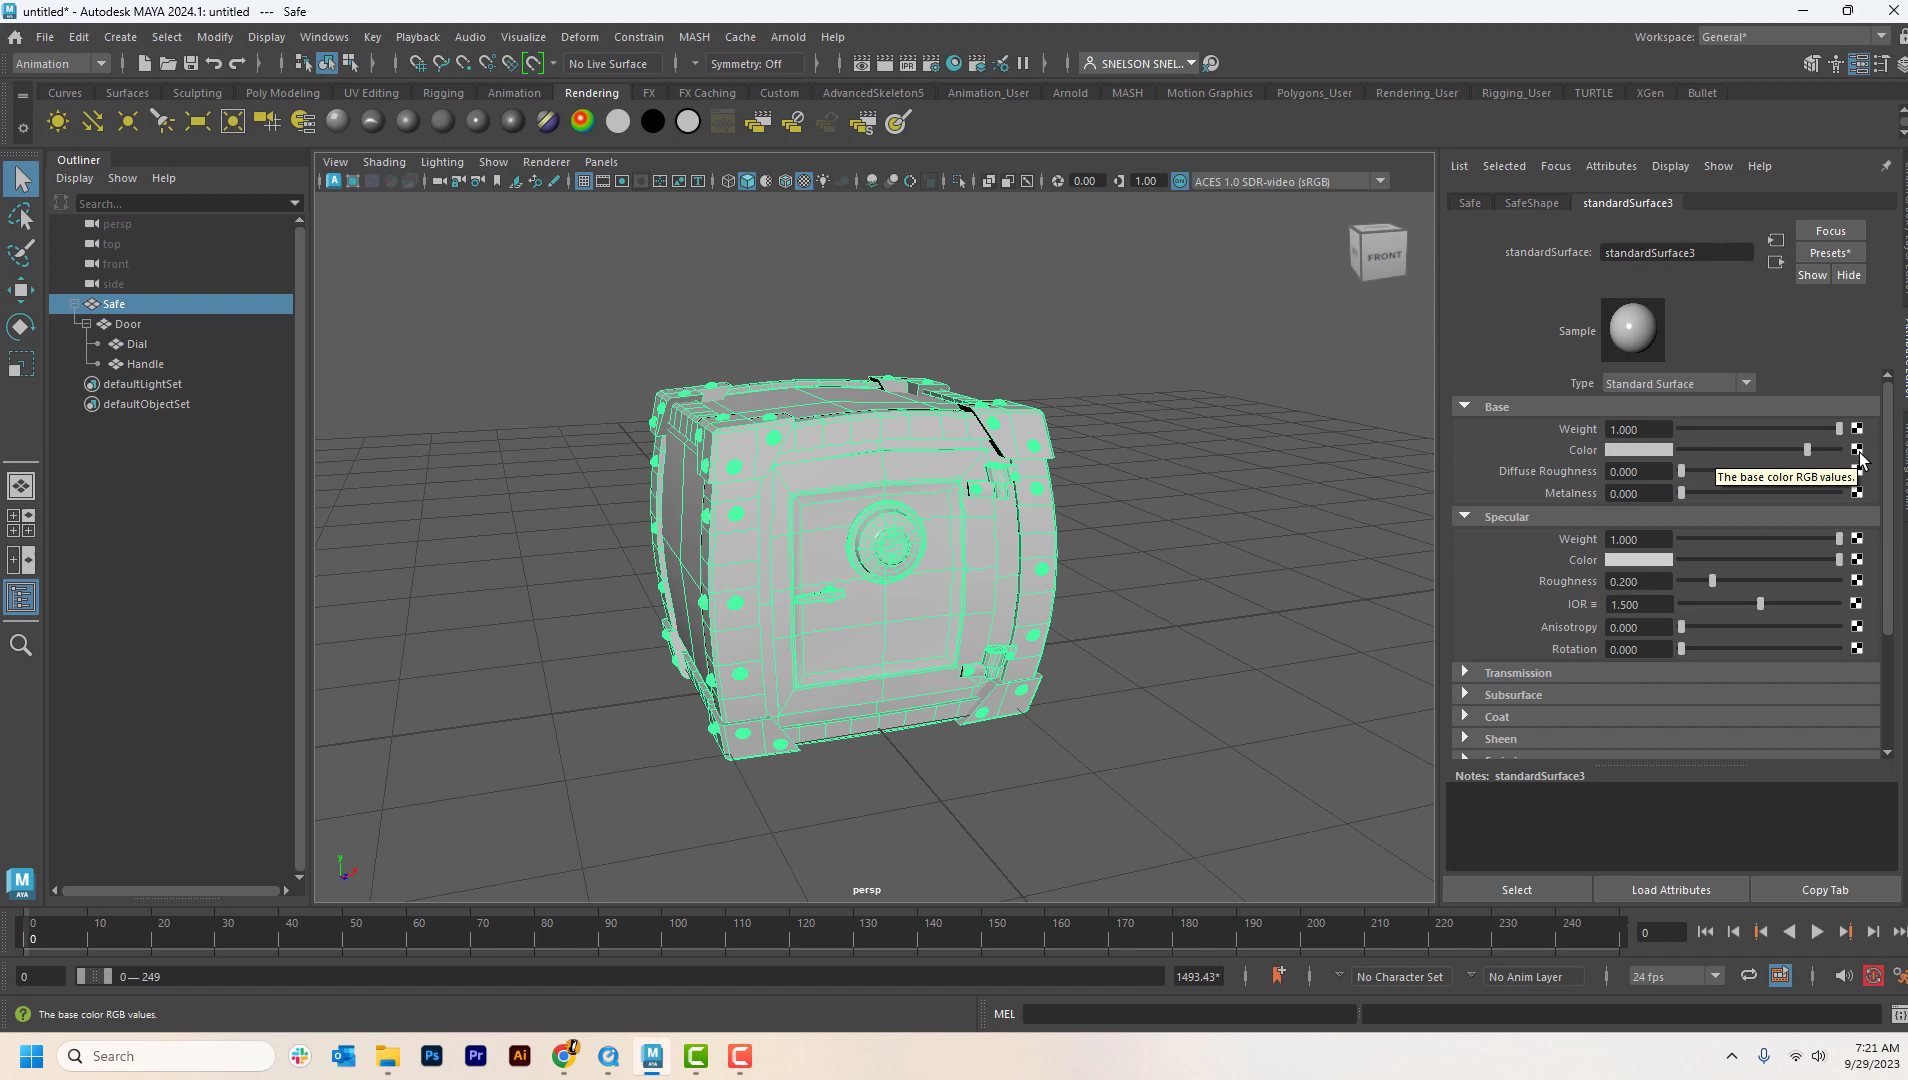 untitled* - Autodesk MAYA 2024.1: untitled --- Safe
File Edit Create Select Modify Display Windows Key Playback Audio Visualize Deform Constrain MASH Cache Arnold Help
Workspace: General*
Animation No Live Surface Symmetry: Off SNELSON SNEL..
Curves Surfaces Sculpting Poly Modeling UV Editing Rigging Animation Rendering FX FX Caching Custom AdvancedSkeleton5 Animation_User Arnold MASH Motion Graphics Polygons_User Rendering_User Rigging_User TURTLE XGen Bullet
Outliner
Display Show Help
Search...
persp
top
front
side
Safe
Door
Dial
Handle
defaultLightSet
defaultObjectSet
View Shading Lighting Show Renderer Panels
0.00 1.00 ACES 1.0 SDR-video (sRGB)
FRONT
persp
List Selected Focus Attributes Display Show Help
Safe SafeShape standardSurface3
standardSurface: standardSurface3
Focus
Presets*
Show Hide
Sample
Type Standard Surface
Base
Weight 1.000
Color
Diffuse Roughness 0.000
The base color RGB values.
Metalness 0.000
Specular
Weight 1.000
Color
Roughness 0.200
IOR 1.500
Anisotropy 0.000
Rotation 0.000
Transmission
Subsurface
Coat
Sheen
Notes: standardSurface3
Select Load Attributes Copy Tab
0 10 20 30 40 50 60 70 80 90 100 110 120 130 140 150 160 170 180 190 200 210 220 230 240
0
0
0 0 — 249 1493.43* No Character Set No Anim Layer 24 fps
The base color RGB values.
MEL
Search
7:21 AM
9/29/2023